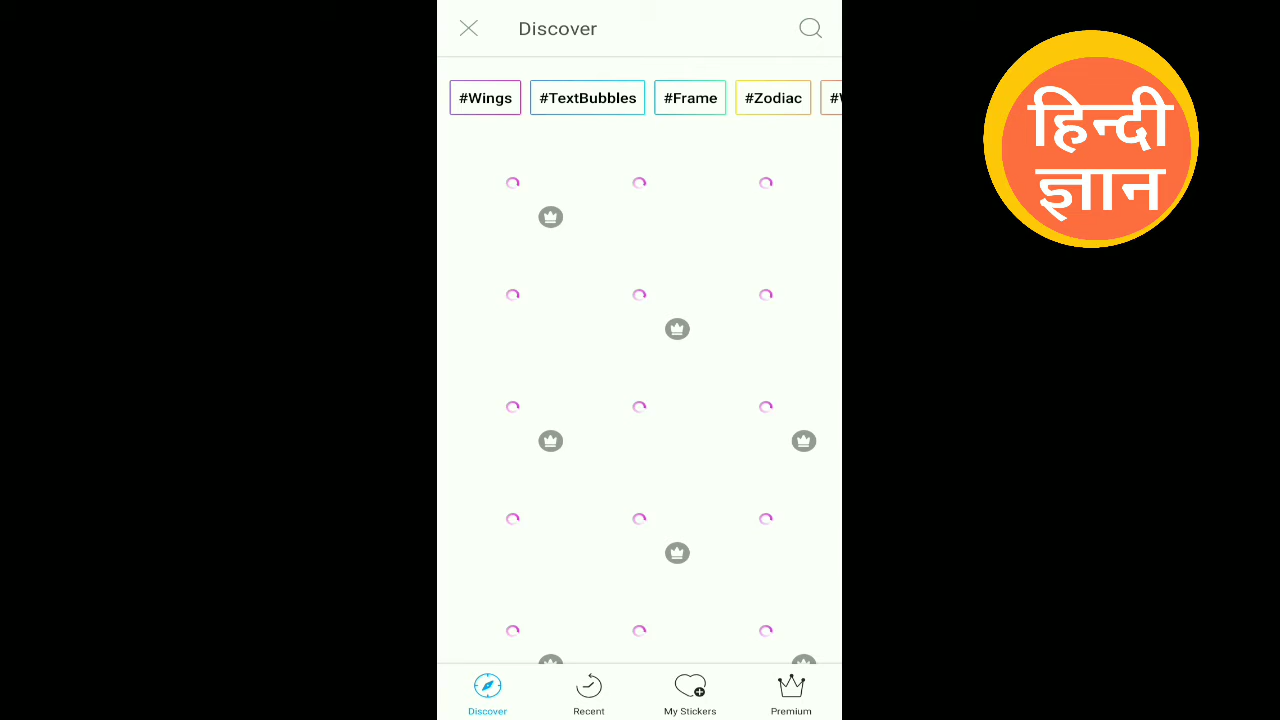 Discover
#Wings #TextBubbles #Frame #Zodiac
हिन्दी
ज्ञान
Discover Recent My Stickers Premium